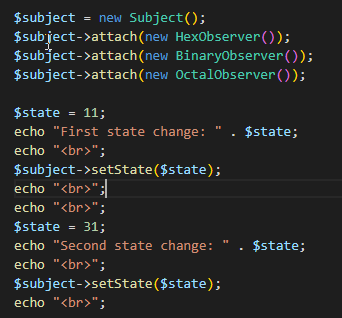 $subject = new Subject();
$subject->attach(new HexObserver());
$subject->attach(new BinaryObserver());
$subject->attach(new OctalObserver());
$state = 11;
echo "First state change: " . $state;
echo "<br>";
$subject->setState($state);
echo "<br>";
echo "<br>";
$state = 31;
echo "Second state change: " . $state;
echo "<br>";
$subject->setState($state);
echo "<br>";